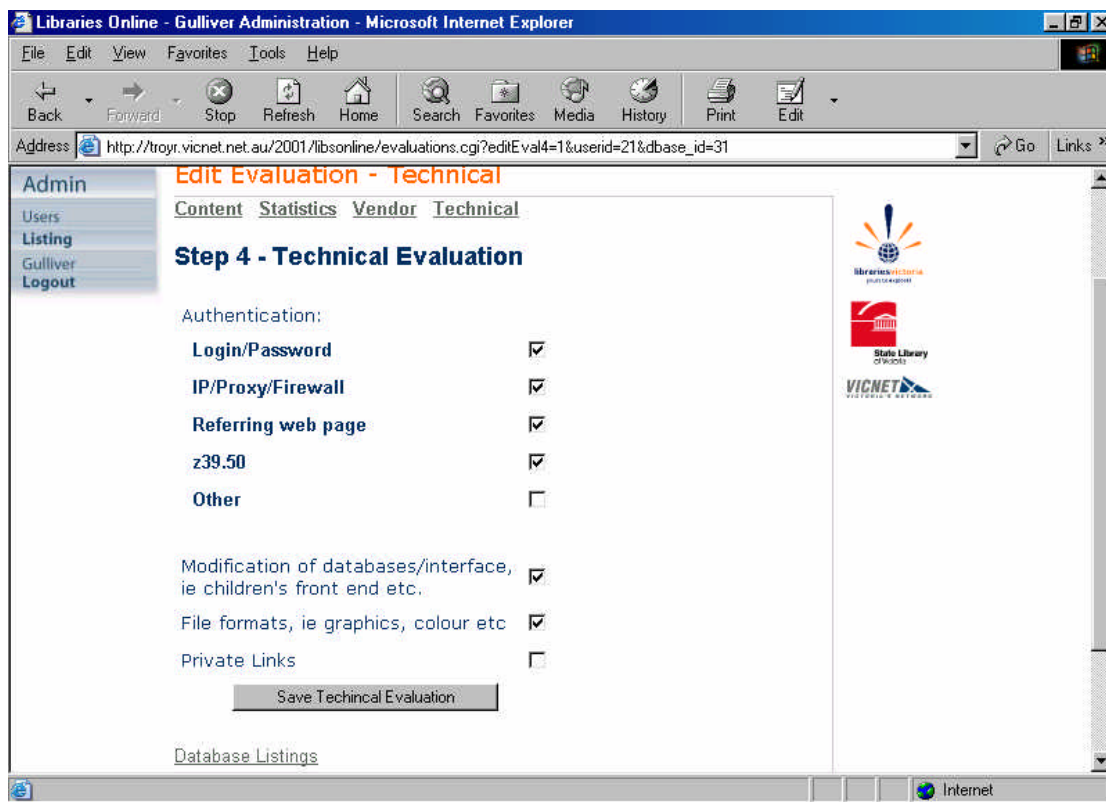 Libraries Online - Gulliver Administration - Microsoft Internet Explorer
File Edit View Favorites Tools Help
Back Forward Stop Refresh Home Search Favorites Media History Print Edit
Address http://troyr.vicnet.net.au/2001/libsonline/evaluations.cgi?editEval4=1&userid=21&dbase_id=31 Go Links »
Admin
Users
Listing
Gulliver
Logout
Edit Evaluation - Technical
Content Statistics Vendor Technical
Step 4 - Technical Evaluation
Authentication:
Login/Password
IP/Proxy/Firewall
Referring web page
z39.50
Other
Modification of databases/interface,
ie children's front end etc.
File formats, ie graphics, colour etc
Private Links
Save Techincal Evaluation
Database Listings
librariesvictoria
State Library
of Victoria
VICNET
VICTORIA'S NETWORK
Internet